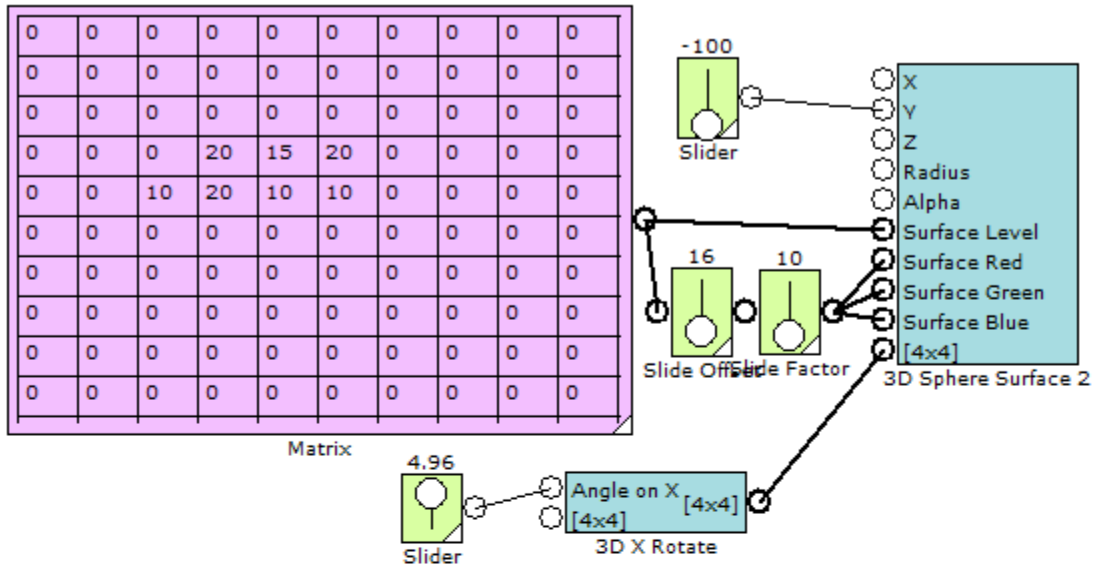 0 0 0 0 0 0 0 0 0 0
0 0 0 0 0 0 0 0 0 0
0 0 0 0 0 0 0 0 0 0
0 0 0 20 15 20 0 0 0 0
0 0 10 20 10 10 0 0 0 0
0 0 0 0 0 0 0 0 0 0
0 0 0 0 0 0 0 0 0 0
0 0 0 0 0 0 0 0 0 0
0 0 0 0 0 0 0 0 0 0
0 0 0 0 0 0 0 0 0 0
Matrix
-100
Slider
16
Slide Offset
10
Slide Factor
X
Y
Z
Radius
Alpha
Surface Level
Surface Red
Surface Green
Surface Blue
[4x4]
3D Sphere Surface 2
4.96
Slider
Angle on X
[4x4]
[4x4]
3D X Rotate